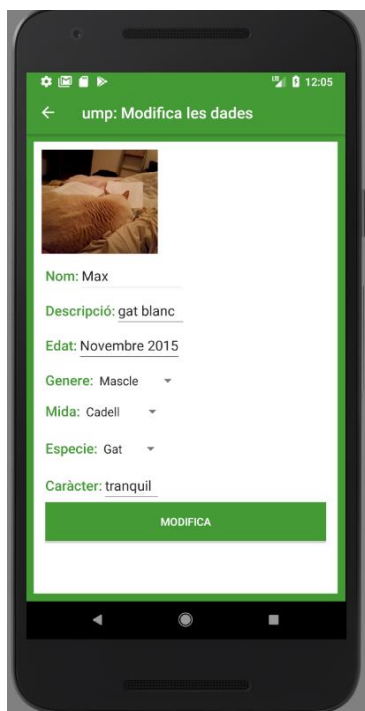 12:05
ump: Modifica les dades
Nom: Max
Descripció: gat blanc
Edat: Novembre 2015
Genere: Mascle
Mida: Cadell
Especie: Gat
Caràcter: tranquil
MODIFICA